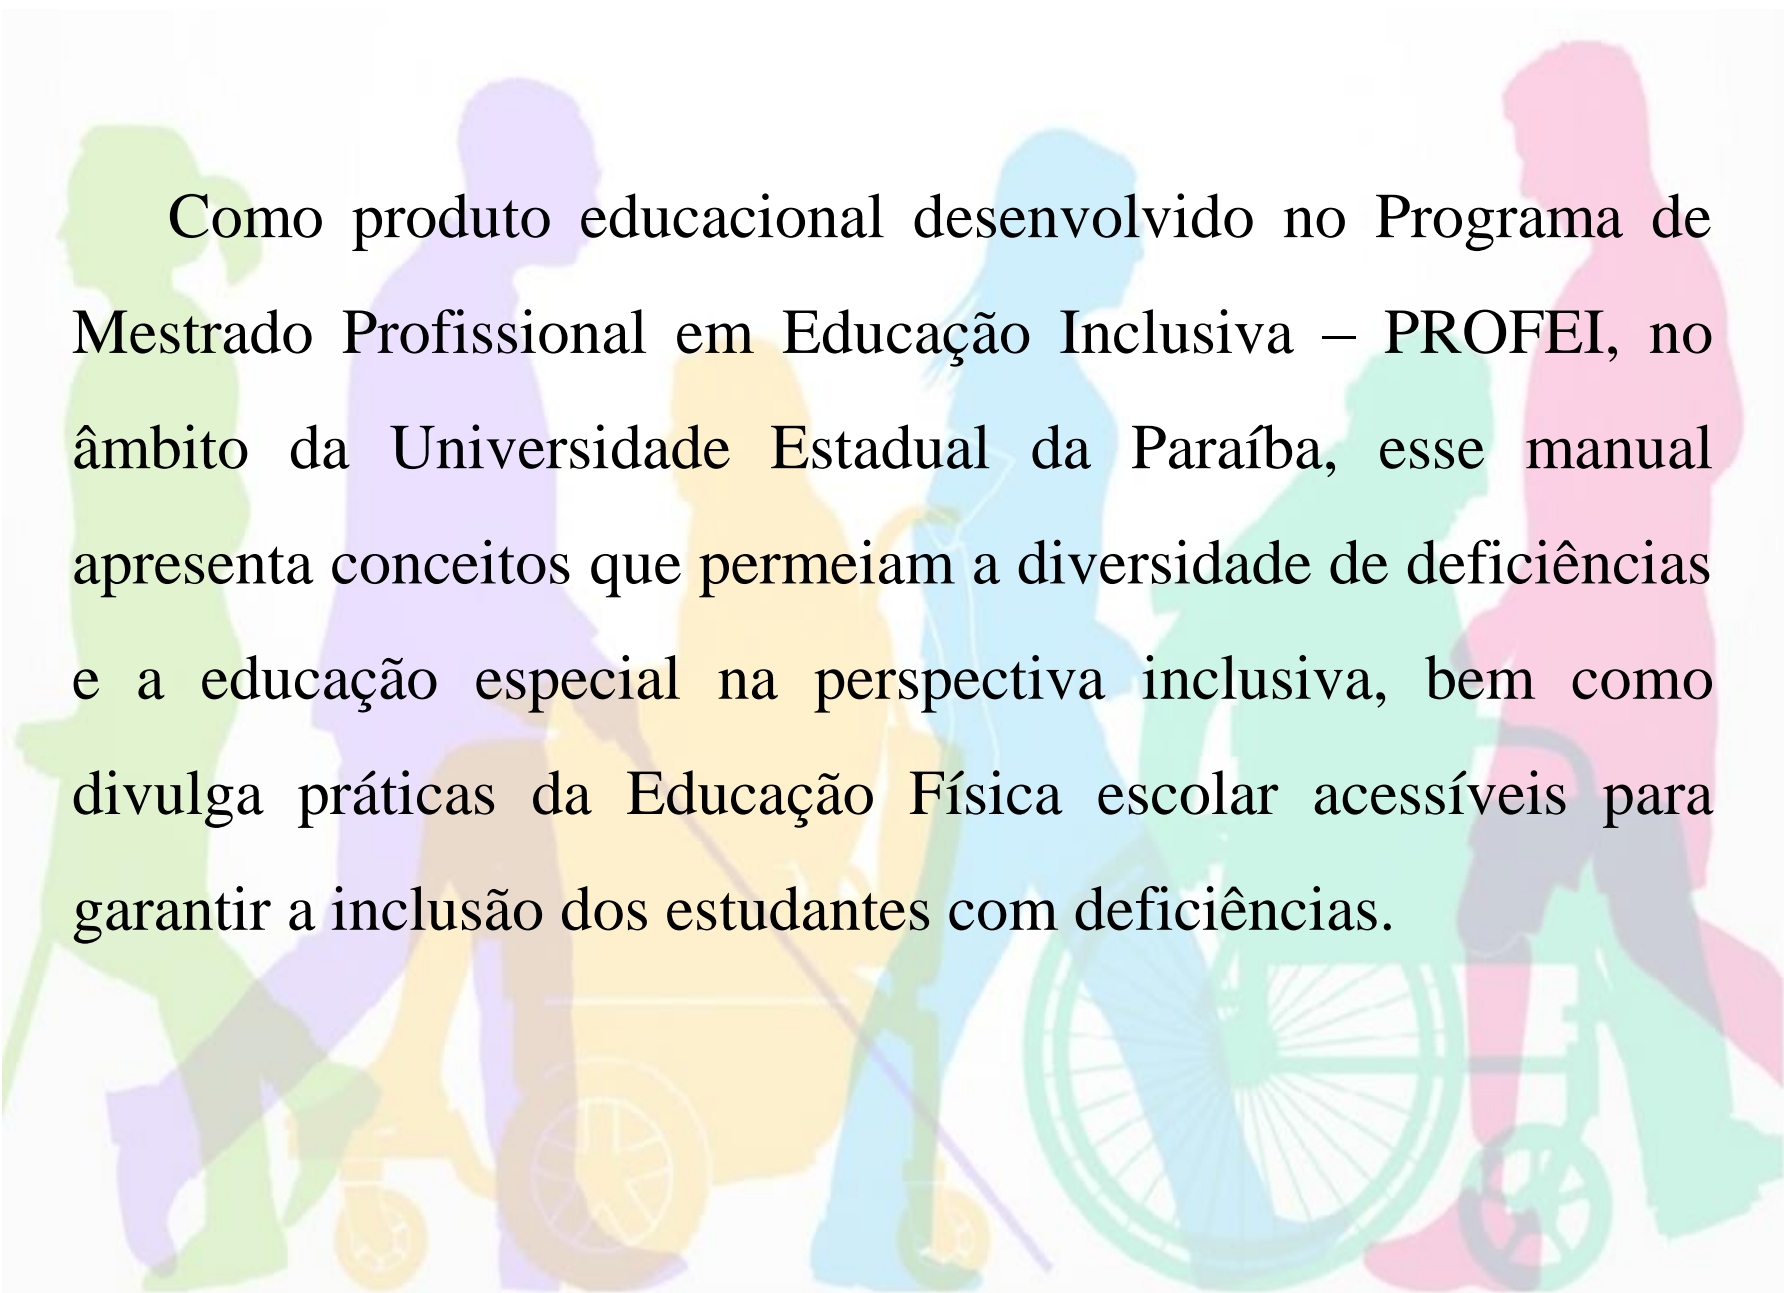 Como produto educacional desenvolvido no Programa de
Mestrado Profissional em Educação Inclusiva – PROFEI, no
âmbito da Universidade Estadual da Paraíba, esse manual
apresenta conceitos que permeiam a diversidade de deficiências
e a educação especial na perspectiva inclusiva, bem como
divulga práticas da Educação Física escolar acessíveis para
garantir a inclusão dos estudantes com deficiências.